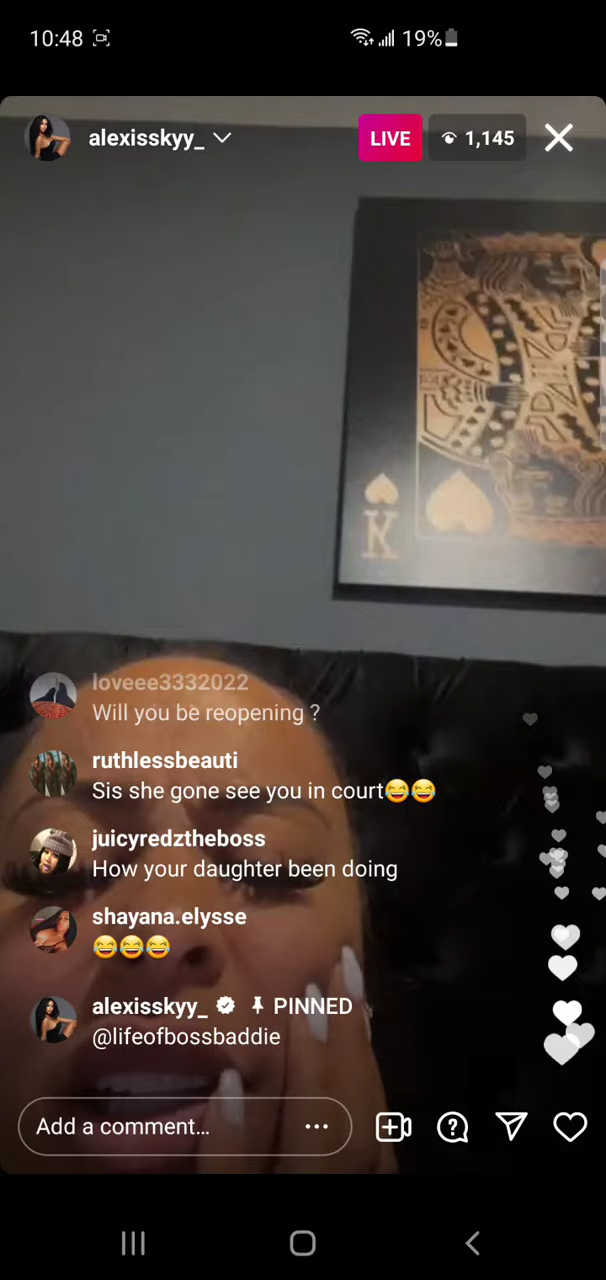 10:48 19%
alexisskyy_ LIVE 1,145
K
loveee3332022
Will you be reopening ?
ruthlessbeauti
Sis she gone see you in court😂😂
juicyredztheboss
How your daughter been doing
shayana.elysse
😂😂😂
alexisskyy_ PINNED
@lifeofbossbaddie
Add a comment...